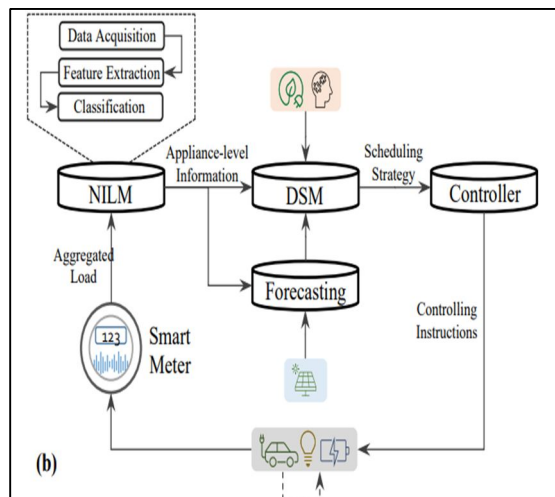 Data Acquisition
Feature Extraction
Classification
Appliance-level
Information
Scheduling
Strategy
NILM
DSM
Controller
Aggregated
Load
Forecasting
Controlling
Instructions
123
Smart
Meter
(b)